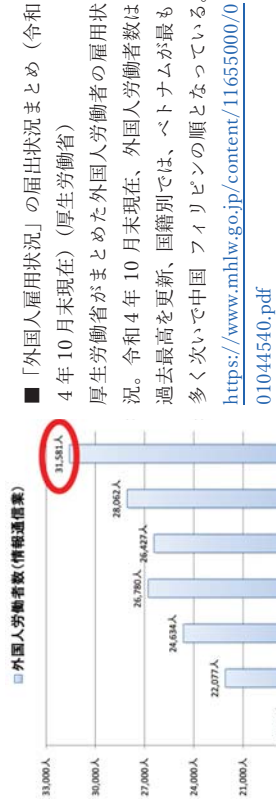 ■「外国人雇用状況」の届出状況まとめ（令和
4 年 10 月末現在）（厚生労働省）
厚生労働省がまとめた外国人労働者の雇用状
況。令和４年 10 月末現在、外国人労働者数は
過去最高を更新、国籍別では、ベトナムが最も
多く次いで中国 フィリピンの順となっている。
https://www.mhlw.go.jp/content/11655000/0
01044540.pdf
外国人労働者数(情報通信業)
33,000人
30,000人
27,000人
24,000人
21,000人
22,077人
24,634人
26,780人
26,427人
28,062人
31,581人